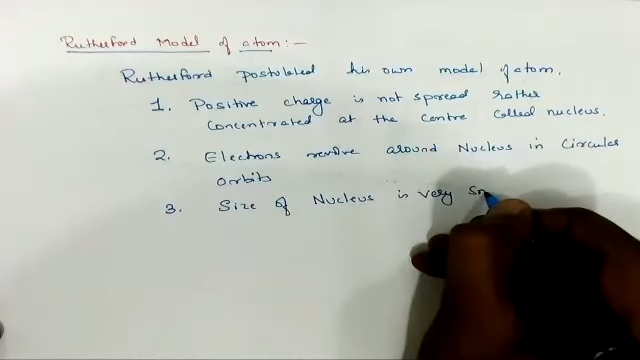 Rutherford Model of atom:-
Rutherford postulated his own model of atom.
1. Positive charge is not spread rather
concentrated at the centre called nucleus.
2. Electrons revolve around Nucleus in Circular
orbits
3. Size of Nucleus is very Sm